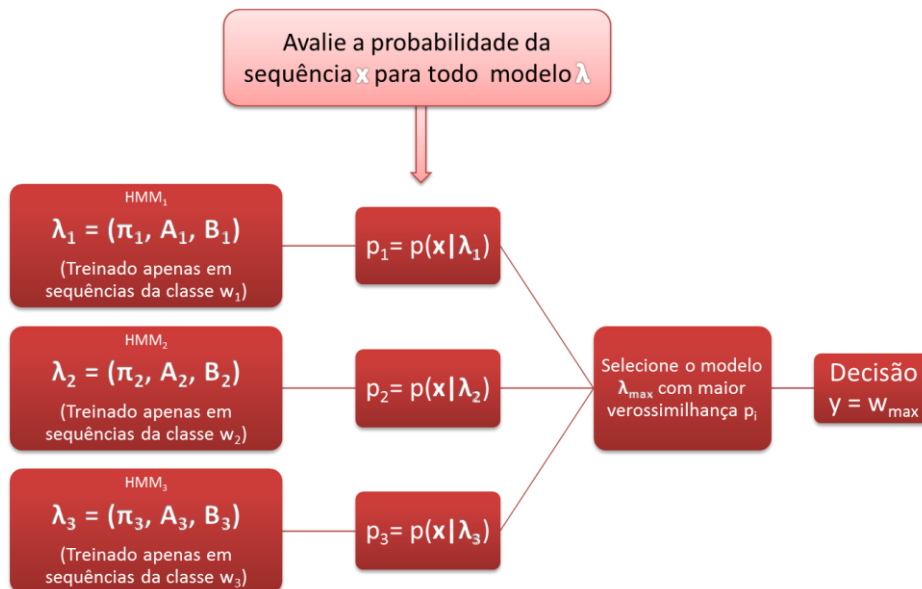 Avalie a probabilidade da
sequência x para todo modelo λ
HMM₁
λ₁ = (π₁, A₁, B₁)
(Treinado apenas em
sequências da classe w₁)
p₁= p(x|λ₁)
HMM₂
λ₂ = (π₂, A₂, B₂)
(Treinado apenas em
sequências da classe w₂)
p₂= p(x|λ₂)
HMM₃
λ₃ = (π₃, A₃, B₃)
(Treinado apenas em
sequências da classe w₃)
p₃= p(x|λ₃)
Selecione o modelo
λmax com maior
verossimilhança pᵢ
Decisão
y = wmax